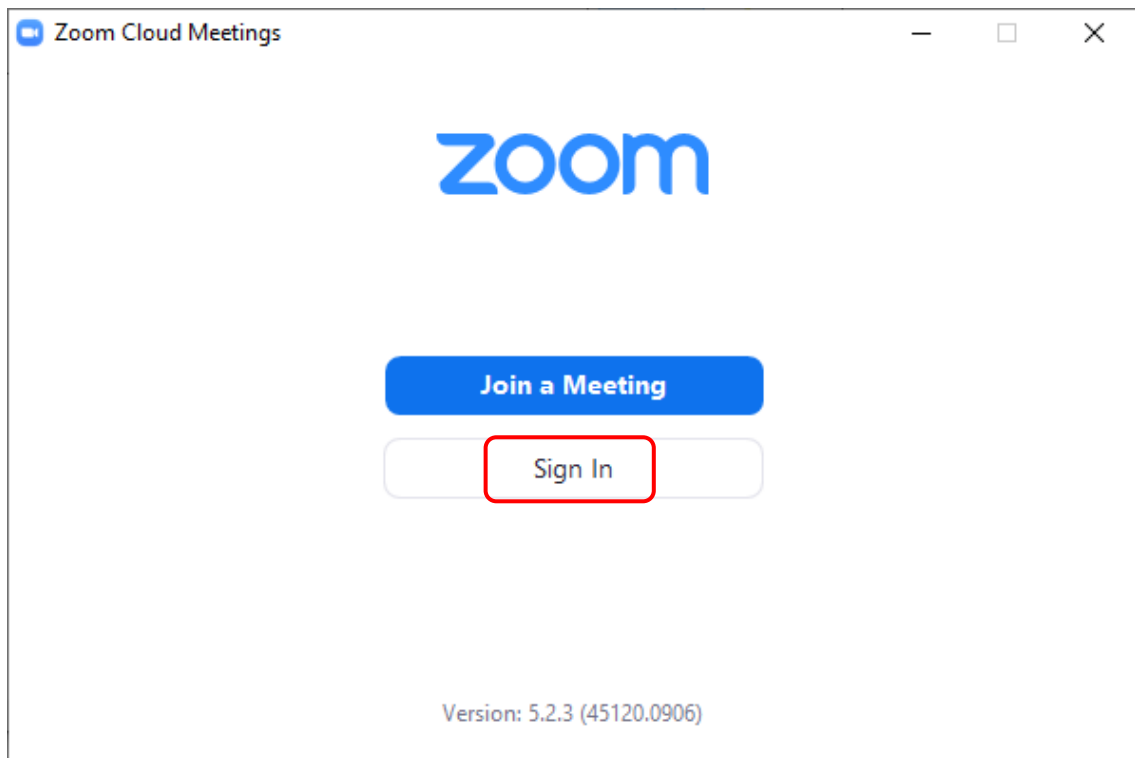 Zoom Cloud Meetings
zoom
Join a Meeting
Sign In
Version: 5.2.3 (45120.0906)